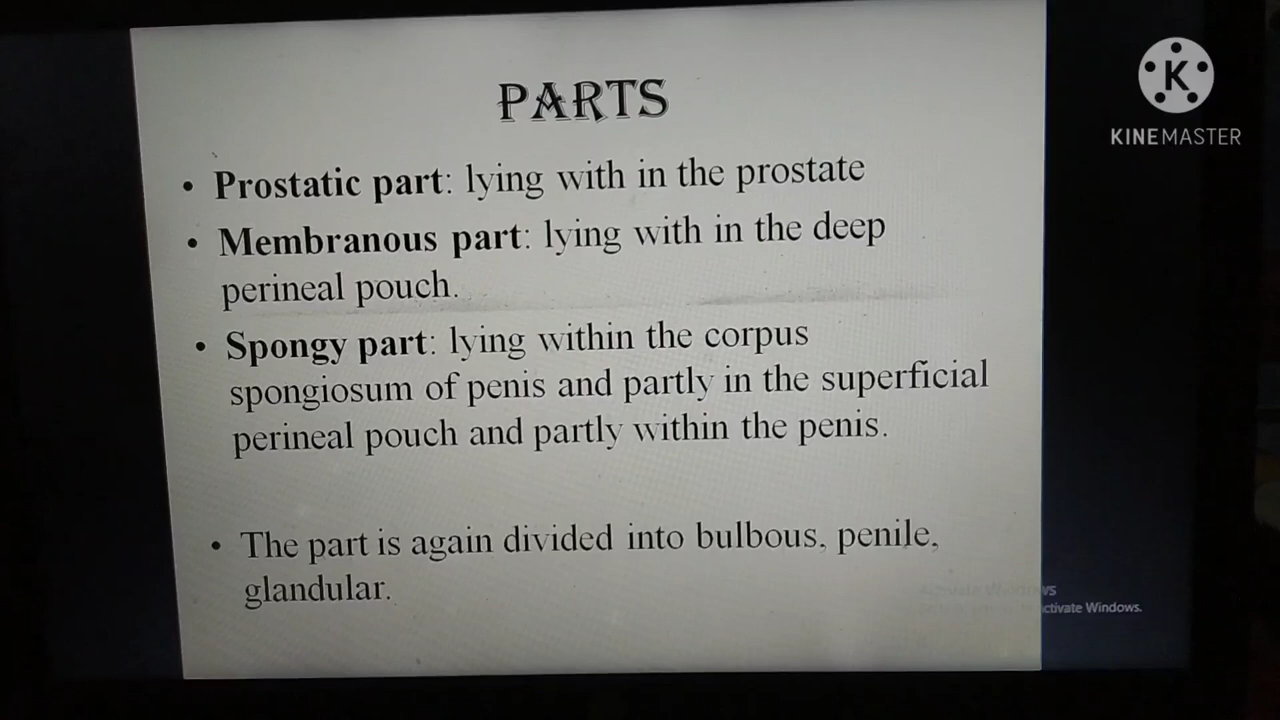 PARTS
K
KINEMASTER
• Prostatic part: lying with in the prostate
• Membranous part: lying with in the deep
perineal pouch.
• Spongy part: lying within the corpus
spongiosum of penis and partly in the superficial
perineal pouch and partly within the penis.
• The part is again divided into bulbous, penile,
glandular.
Activate Windows
ctivate Windows.